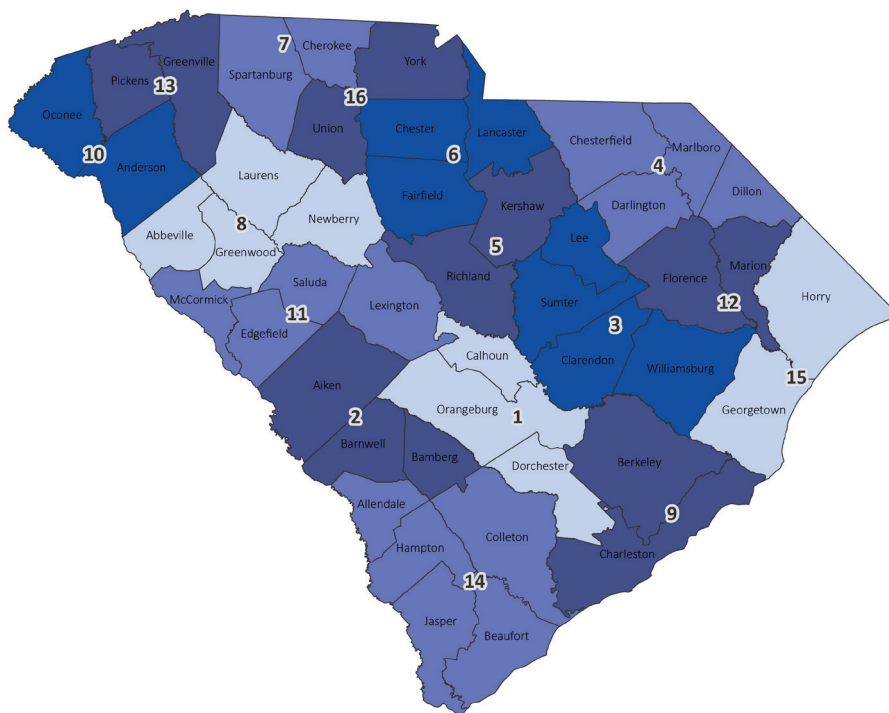 Cherokee
7
York
Greenville
Spartanburg
Pickens
13
16
Oconee
Union
Chester
Lancaster
Chesterfield
Marlboro
10
6
4
Anderson
Laurens
Dillon
Fairfield
Kershaw
Darlington
Newberry
8
Abbeville
Greenwood
Lee
5
Marion
Richland
Florence
Saluda
McCormick
Lexington
Sumter
12
Horry
11
Edgefield
3
Calhoun
Clarendon
Williamsburg
15
Aiken
Orangeburg
1
Georgetown
2
Barnwell
Bamberg
Dorchester
Berkeley
Allendale
9
Colleton
Hampton
Charleston
14
Jasper
Beaufort